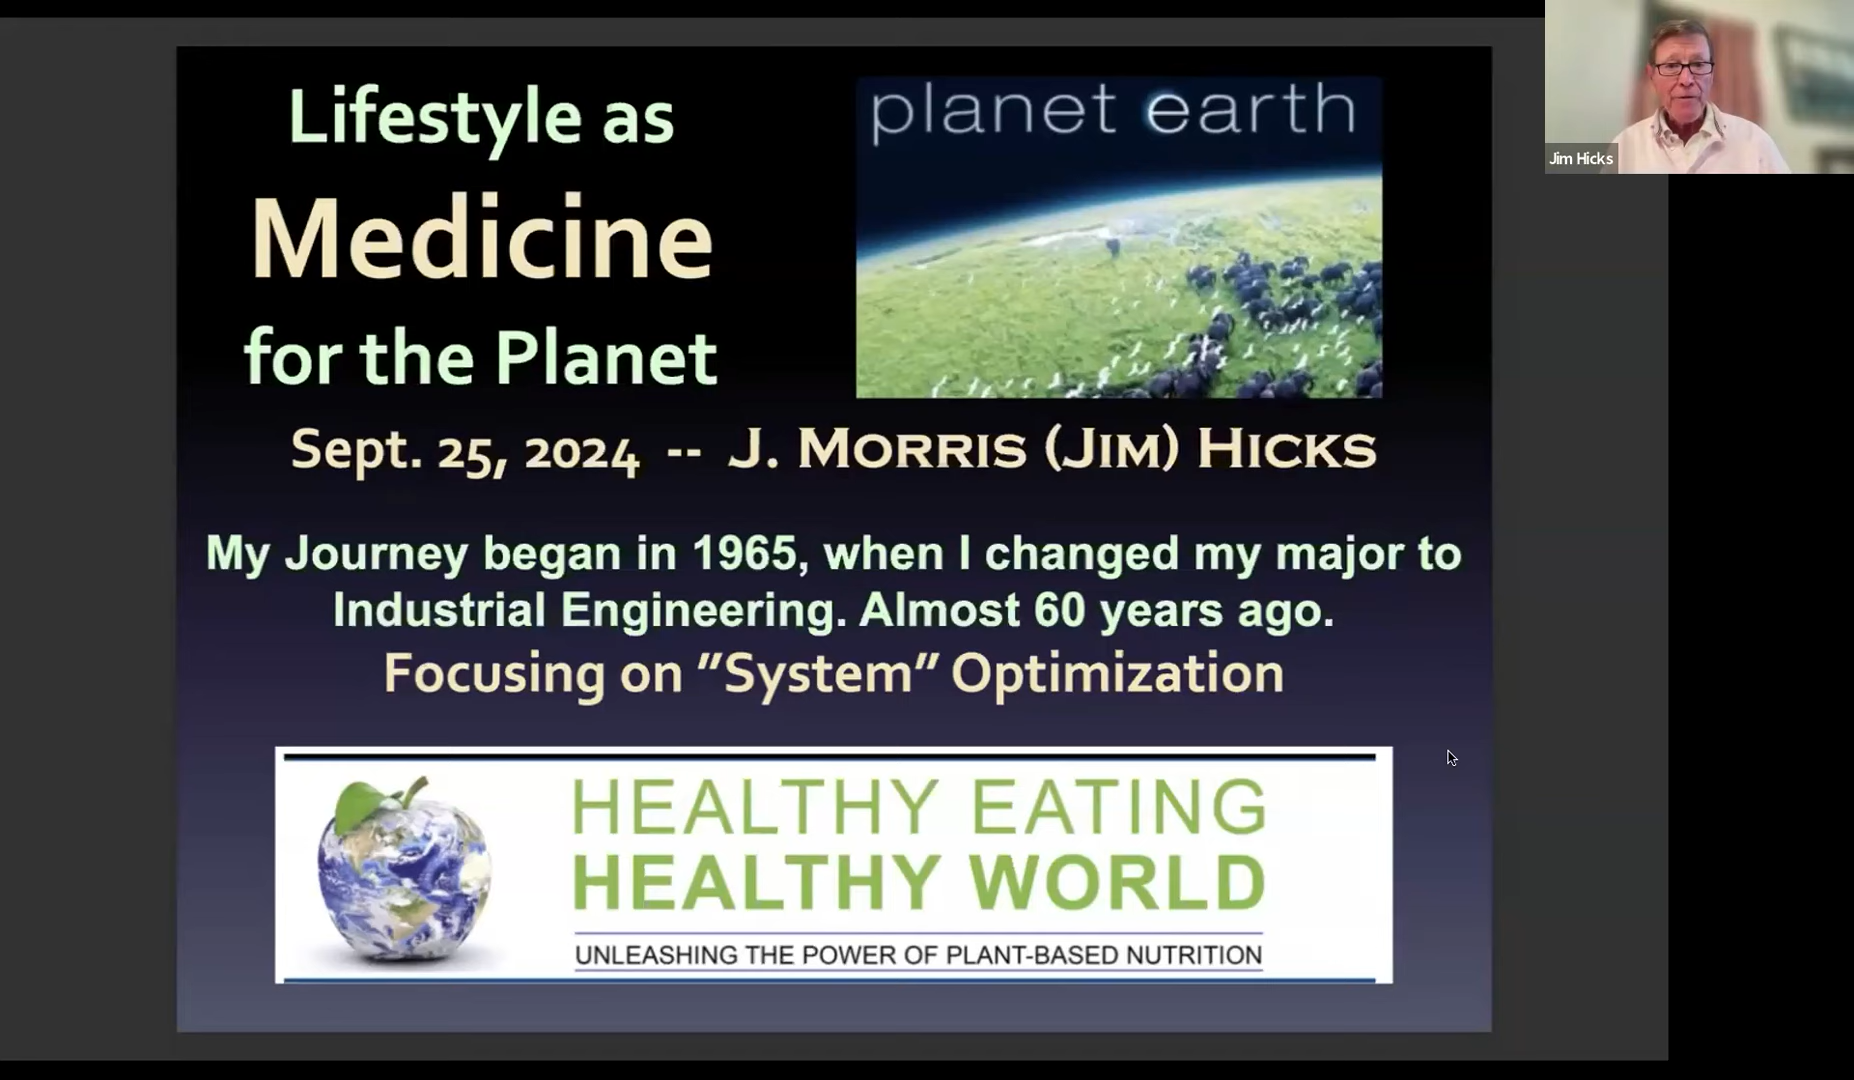 Lifestyle as
Medicine
for the Planet
planet earth
Jim Hicks
Sept. 25, 2024 -- J. MORRIS (JIM) HICKS
My Journey began in 1965, when I changed my major to
Industrial Engineering. Almost 60 years ago.
Focusing on "System" Optimization
HEALTHY EATING
HEALTHY WORLD
UNLEASHING THE POWER OF PLANT-BASED NUTRITION